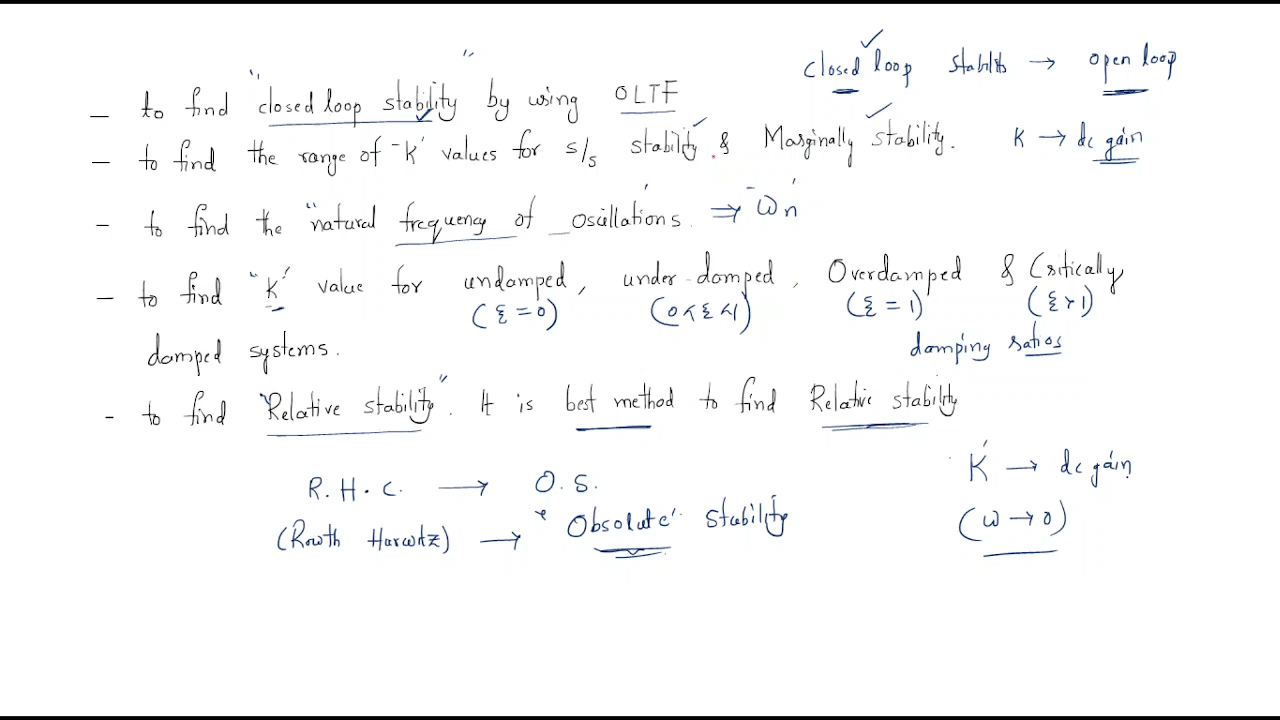 closed loop stability → open loop
- to find "closed loop stability" by using OLTF
- to find the range of "K" values for s/s stability & Marginally stability. K → dc gain
- to find the "natural frequency of oscillations. ⇒ ωn
- to find "K" value for undamped, under-damped, Overdamped & Critically
(ξ = 0) (0<ξ<1) (ξ = 1) (ξ>1)
damped systems. damping ratios
- to find "Relative stability". It is best method to find Relative stability
K → dc gain
R.H.C. → O.S.
(Rowth Harwitz) → "Obsolute" stability (ω → 0)